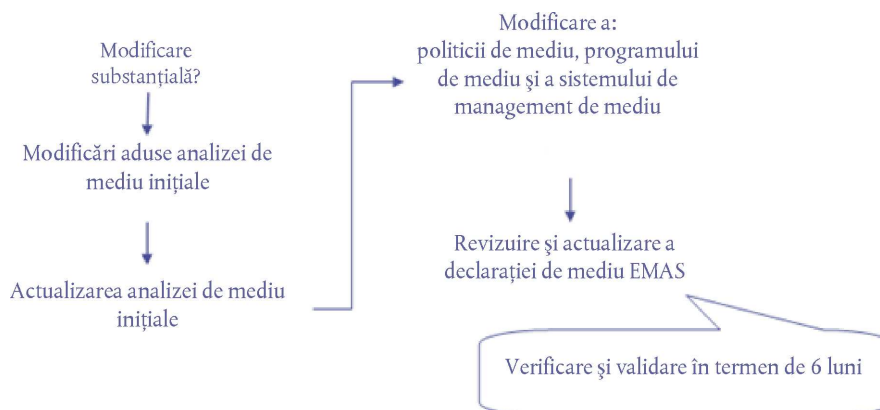 Modificare
substanțială?
Modificări aduse analizei de
mediu inițiale
Actualizarea analizei de mediu
inițiale
Modificare a:
politicii de mediu, programului
de mediu şi a sistemului de
management de mediu
Revizuire şi actualizare a
declarației de mediu EMAS
Verificare şi validare în termen de 6 luni